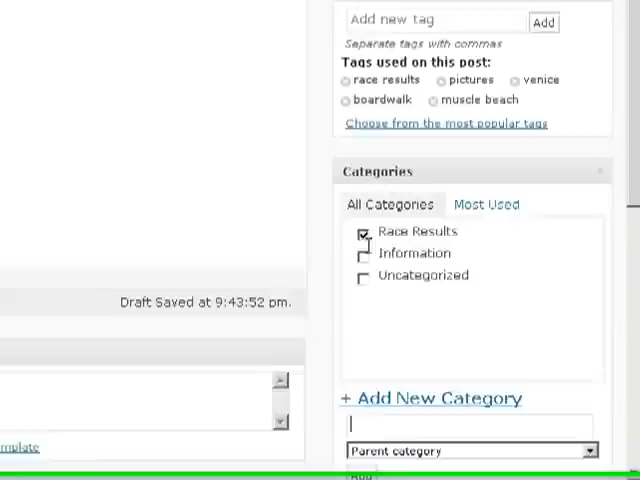 Add new tag
Add
Separate tags with commas
Tags used on this post:
race results pictures venice
boardwalk muscle beach
Choose from the most popular tags
Categories
All Categories Most Used
Race Results
Information
Uncategorized
Draft Saved at 9:43:52 pm.
+ Add New Category
mplate
Parent category
Add